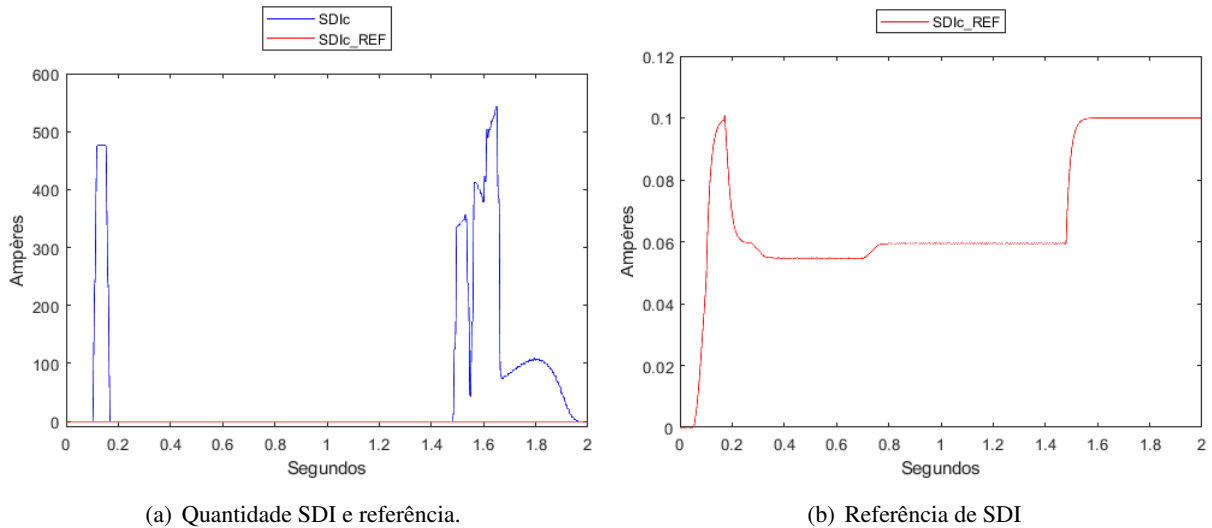 SDIc
SDIc_REF
600
500
400
300
200
100
0
Ampères
0 0.2 0.4 0.6 0.8 1 1.2 1.4 1.6 1.8 2
Segundos
(a) Quantidade SDI e referência.
SDIc_REF
0.12
0.1
0.08
0.06
0.04
0.02
0
Ampères
0 0.2 0.4 0.6 0.8 1 1.2 1.4 1.6 1.8 2
Segundos
(b) Referência de SDI